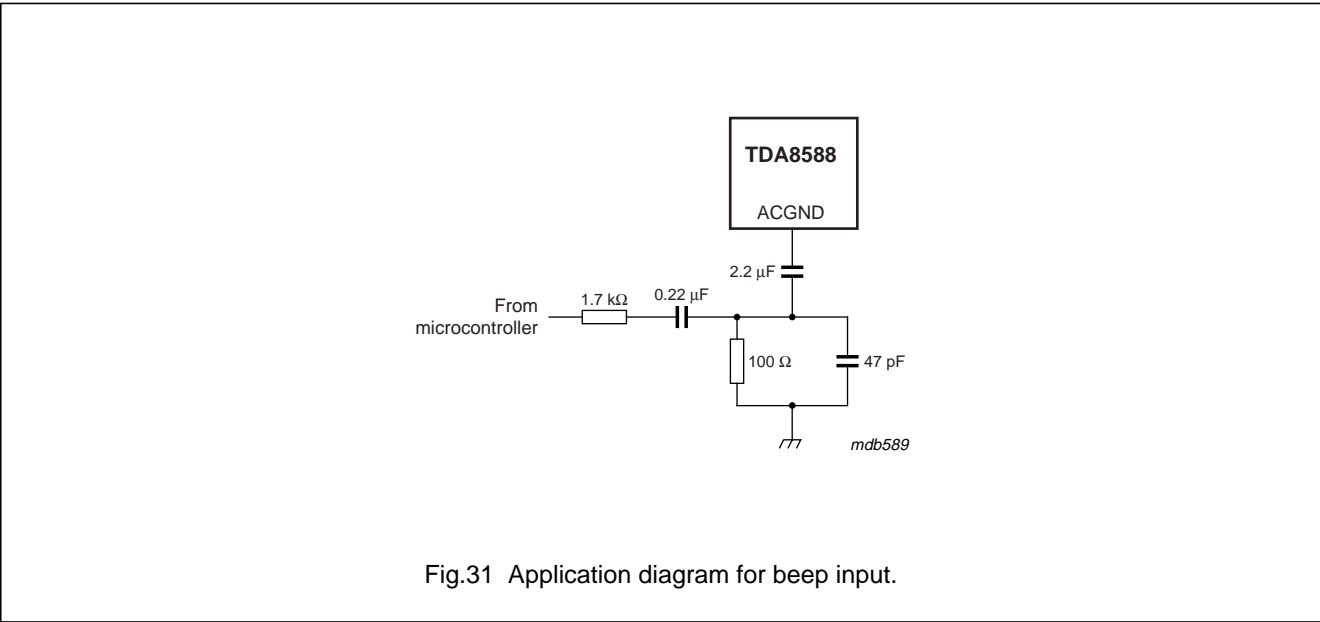 TDA8588
ACGND
2.2 μF
From
microcontroller
1.7 kΩ
0.22 μF
100 Ω
47 pF
mdb589
Fig.31 Application diagram for beep input.